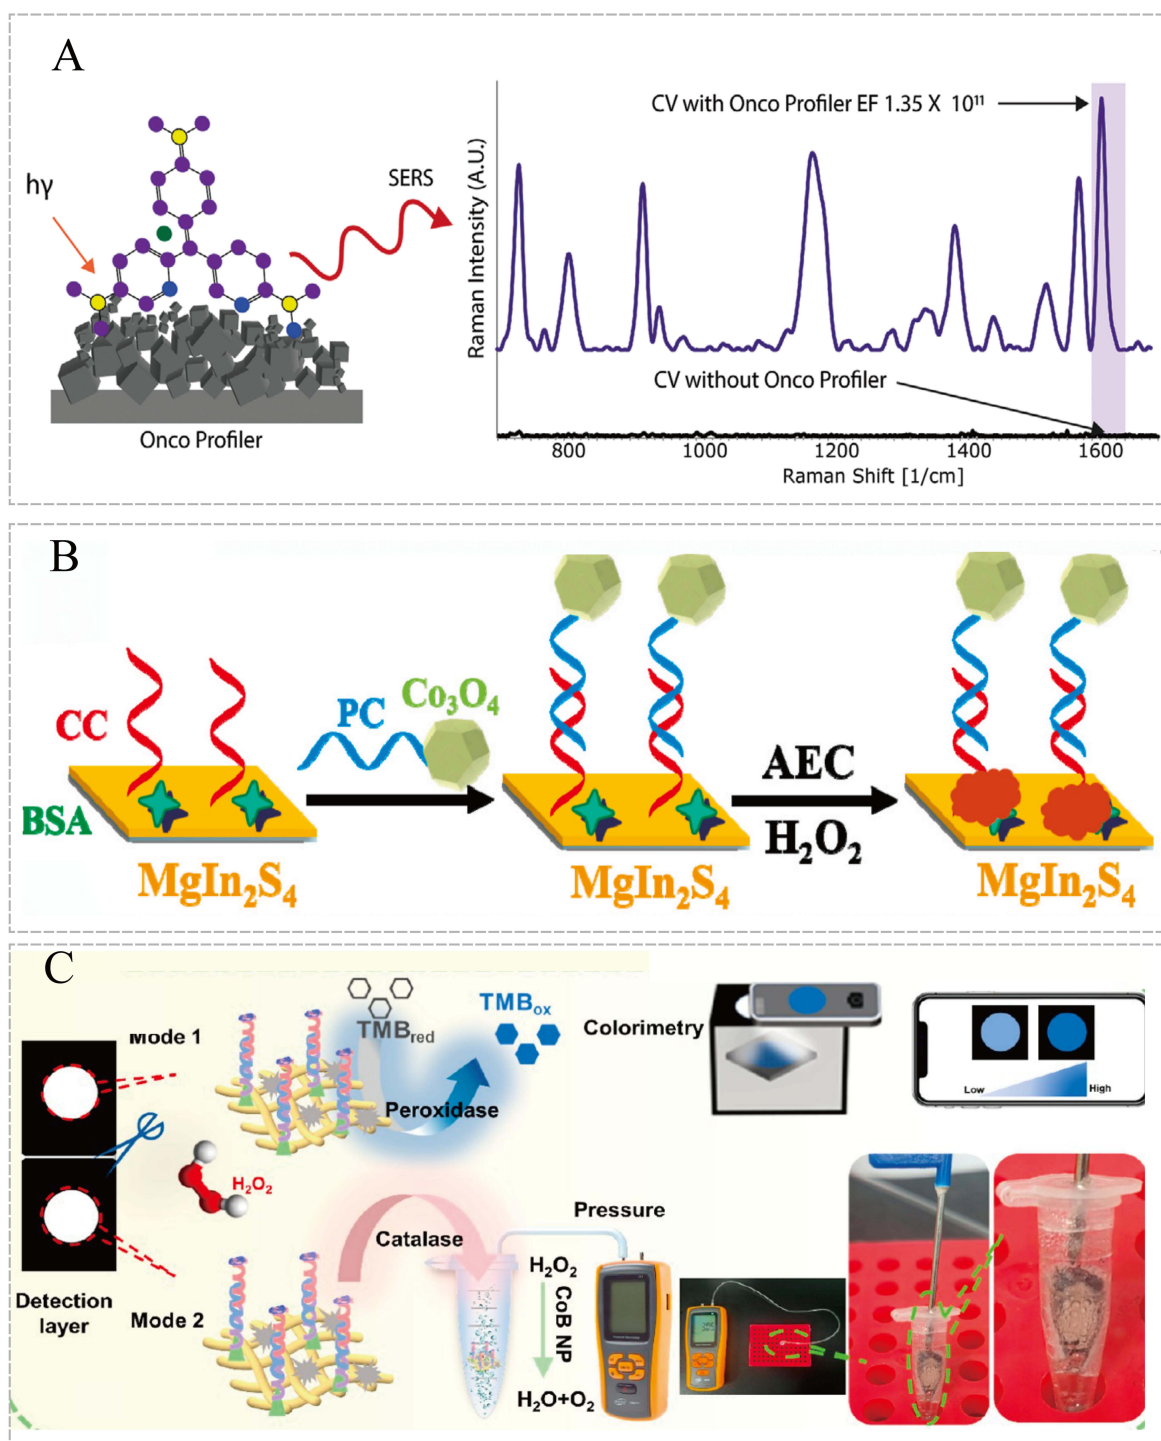 A
hγ
SERS
Onco Profiler
Raman Intensity (A.U.)
CV with Onco Profiler EF 1.35 X 10¹¹
CV without Onco Profiler
800 1000 1200 1400 1600
Raman Shift [1/cm]
B
CC
BSA
MgIn₂S₄
PC
Co₃O₄
MgIn₂S₄
AEC
H₂O₂
MgIn₂S₄
C
Mode 1
TMBred
TMBox
Peroxidase
Colorimetry
Low
High
H₂O₂
Detection
layer
Mode 2
Catalase
Pressure
H₂O₂
CoB NP
H₂O+O₂